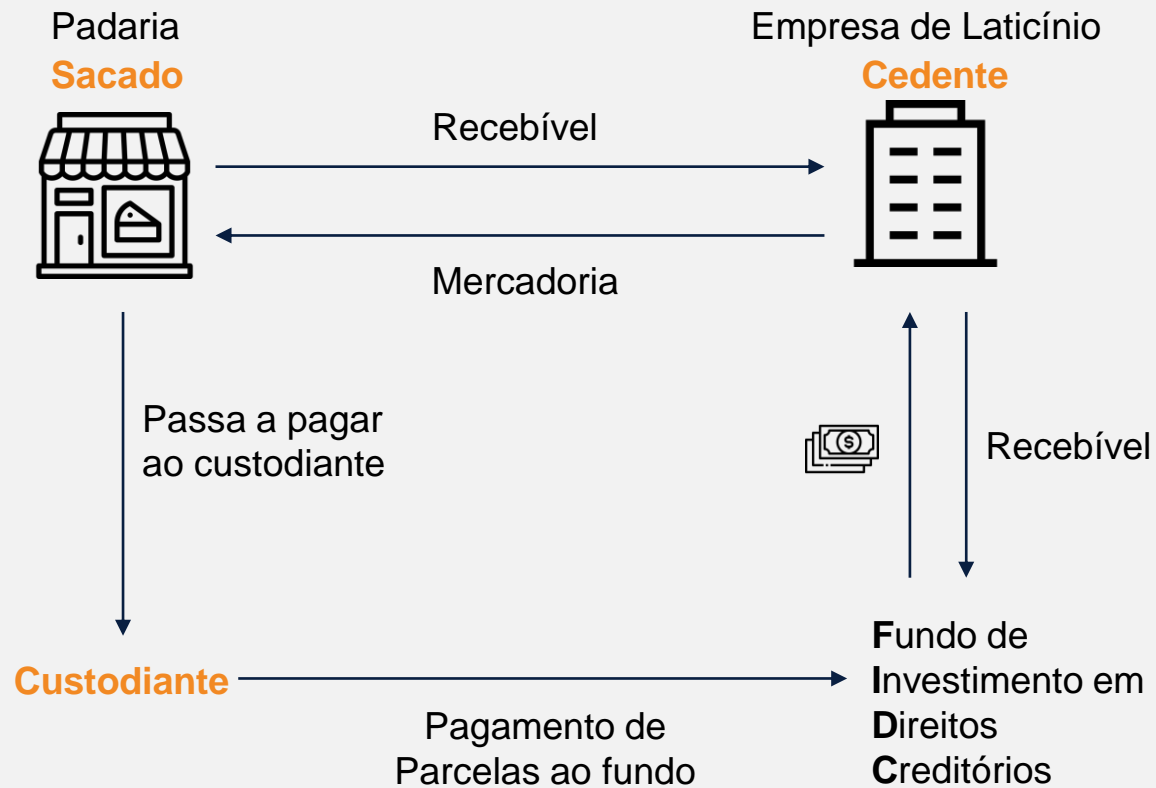 Padaria
Sacado
Empresa de Laticínio
Cedente
Recebível
Mercadoria
Passa a pagar
ao custodiante
$
Recebível
Custodiante
Pagamento de
Parcelas ao fundo
Fundo de
Investimento em
Direitos
Creditórios